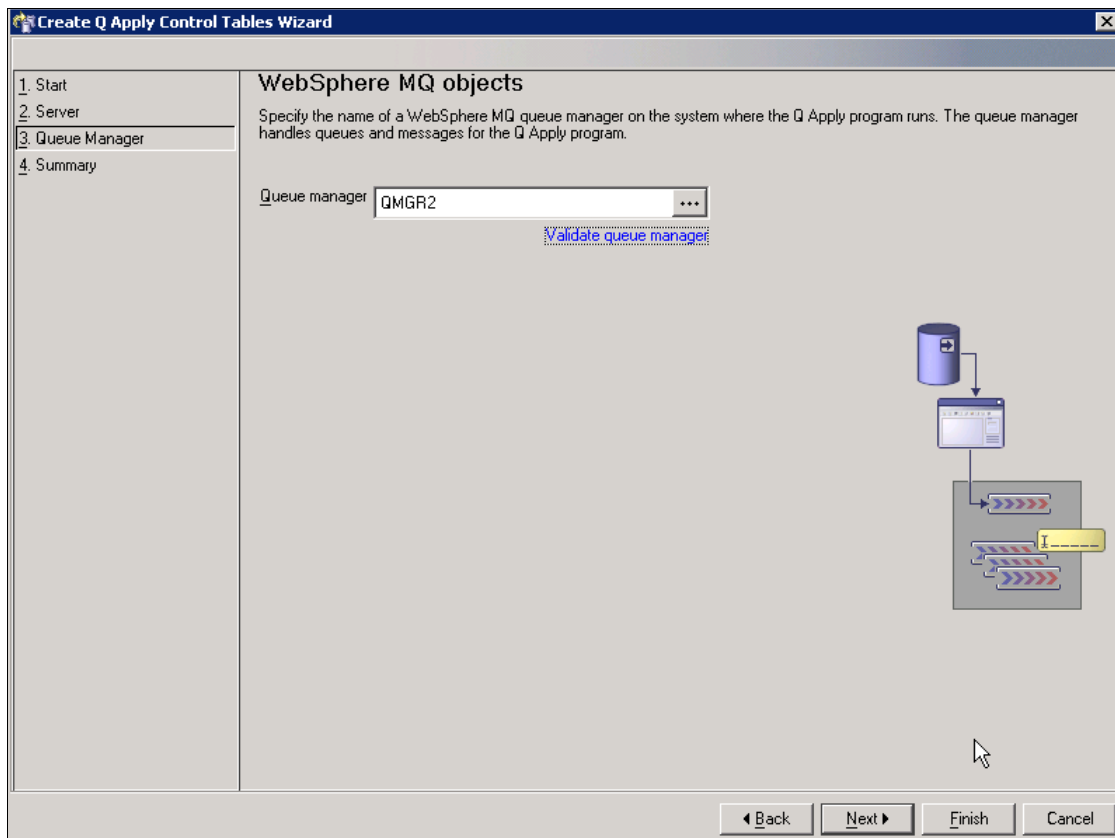 Create Q Apply Control Tables Wizard
1. Start
2. Server
3. Queue Manager
4. Summary
WebSphere MQ objects
Specify the name of a WebSphere MQ queue manager on the system where the Q Apply program runs. The queue manager
handles queues and messages for the Q Apply program.
Queue manager
QMGR2
...
Validate queue manager
Back
Next
Finish
Cancel